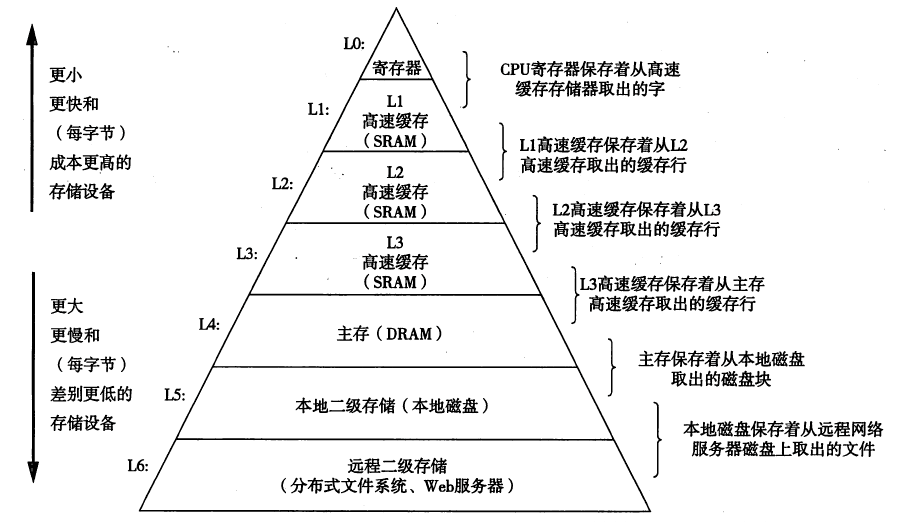 更小
更快和
（每字节）
成本更高的
存储设备
更大
更慢和
（每字节）
差别更低的
存储设备
L0:
寄存器
CPU寄存器保存着从高速
缓存存储器取出的字
L1:
L1
高速缓存
（SRAM）
L1高速缓存保存着从L2
高速缓存取出的缓存行
L2:
L2
高速缓存
（SRAM）
L2高速缓存保存着从L3
高速缓存取出的缓存行
L3:
L3
高速缓存
（SRAM）
L3高速缓存保存着从主存
高速缓存取出的缓存行
L4:
主存（DRAM）
主存保存着从本地磁盘
取出的磁盘块
L5:
本地二级存储（本地磁盘）
本地磁盘保存着从远程网络
服务器磁盘上取出的文件
L6:
远程二级存储
（分布式文件系统、Web服务器）